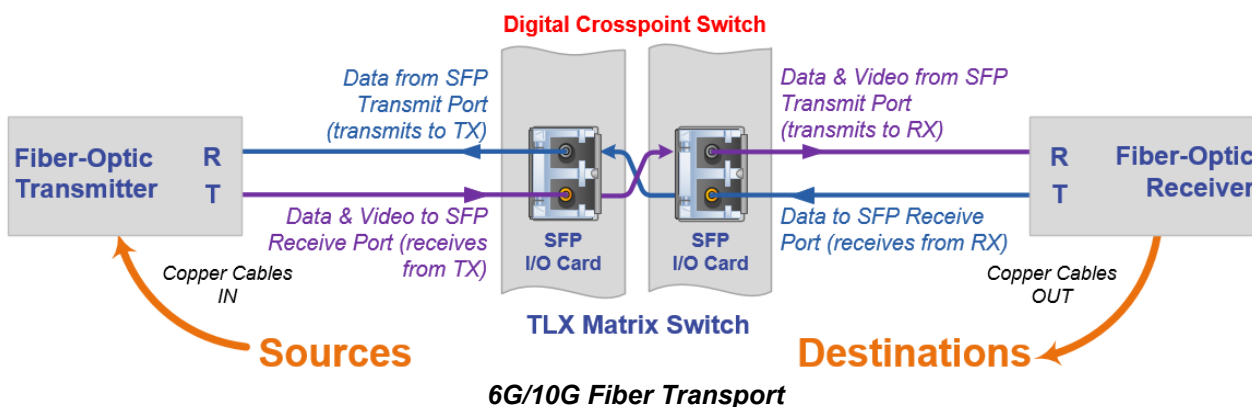 Digital Crosspoint Switch
Data from SFP
Transmit Port
(transmits to TX)
Data & Video from SFP
Transmit Port
(transmits to RX)
Fiber-Optic
Transmitter
R
T
R
T
Fiber-Optic
Receiver
Data & Video to SFP
Receive Port (receives
from TX)
SFP
I/O Card
SFP
I/O Card
Data to SFP Receive
Port (receives from RX)
Copper Cables
IN
Copper Cables
OUT
TLX Matrix Switch
Sources
Destinations
6G/10G Fiber Transport